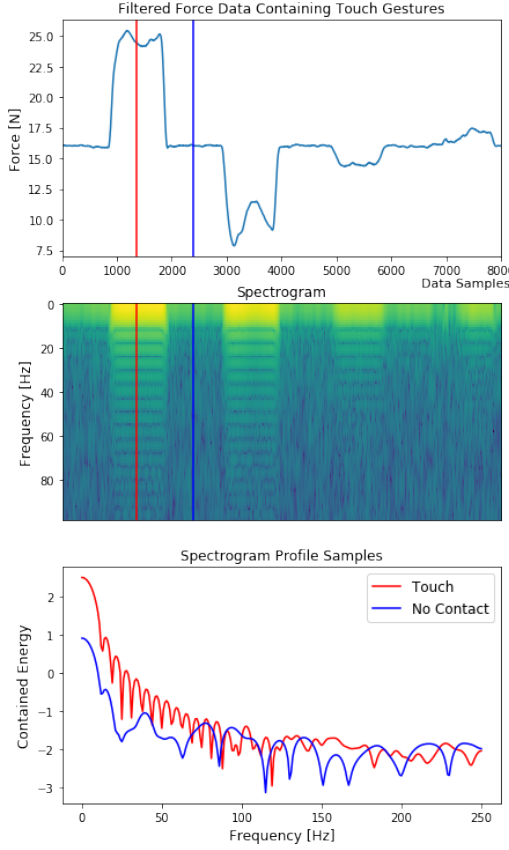 Filtered Force Data Containing Touch Gestures
25.0
22.5
20.0
17.5
15.0
12.5
10.0
7.5
Force [N]
0 1000 2000 3000 4000 5000 6000 7000 8000
Data Samples
Spectrogram
0
20
40
60
80
Frequency [Hz]
Spectrogram Profile Samples
Touch
No Contact
2
1
0
−1
−2
−3
Contained Energy
0 50 100 150 200 250
Frequency [Hz]